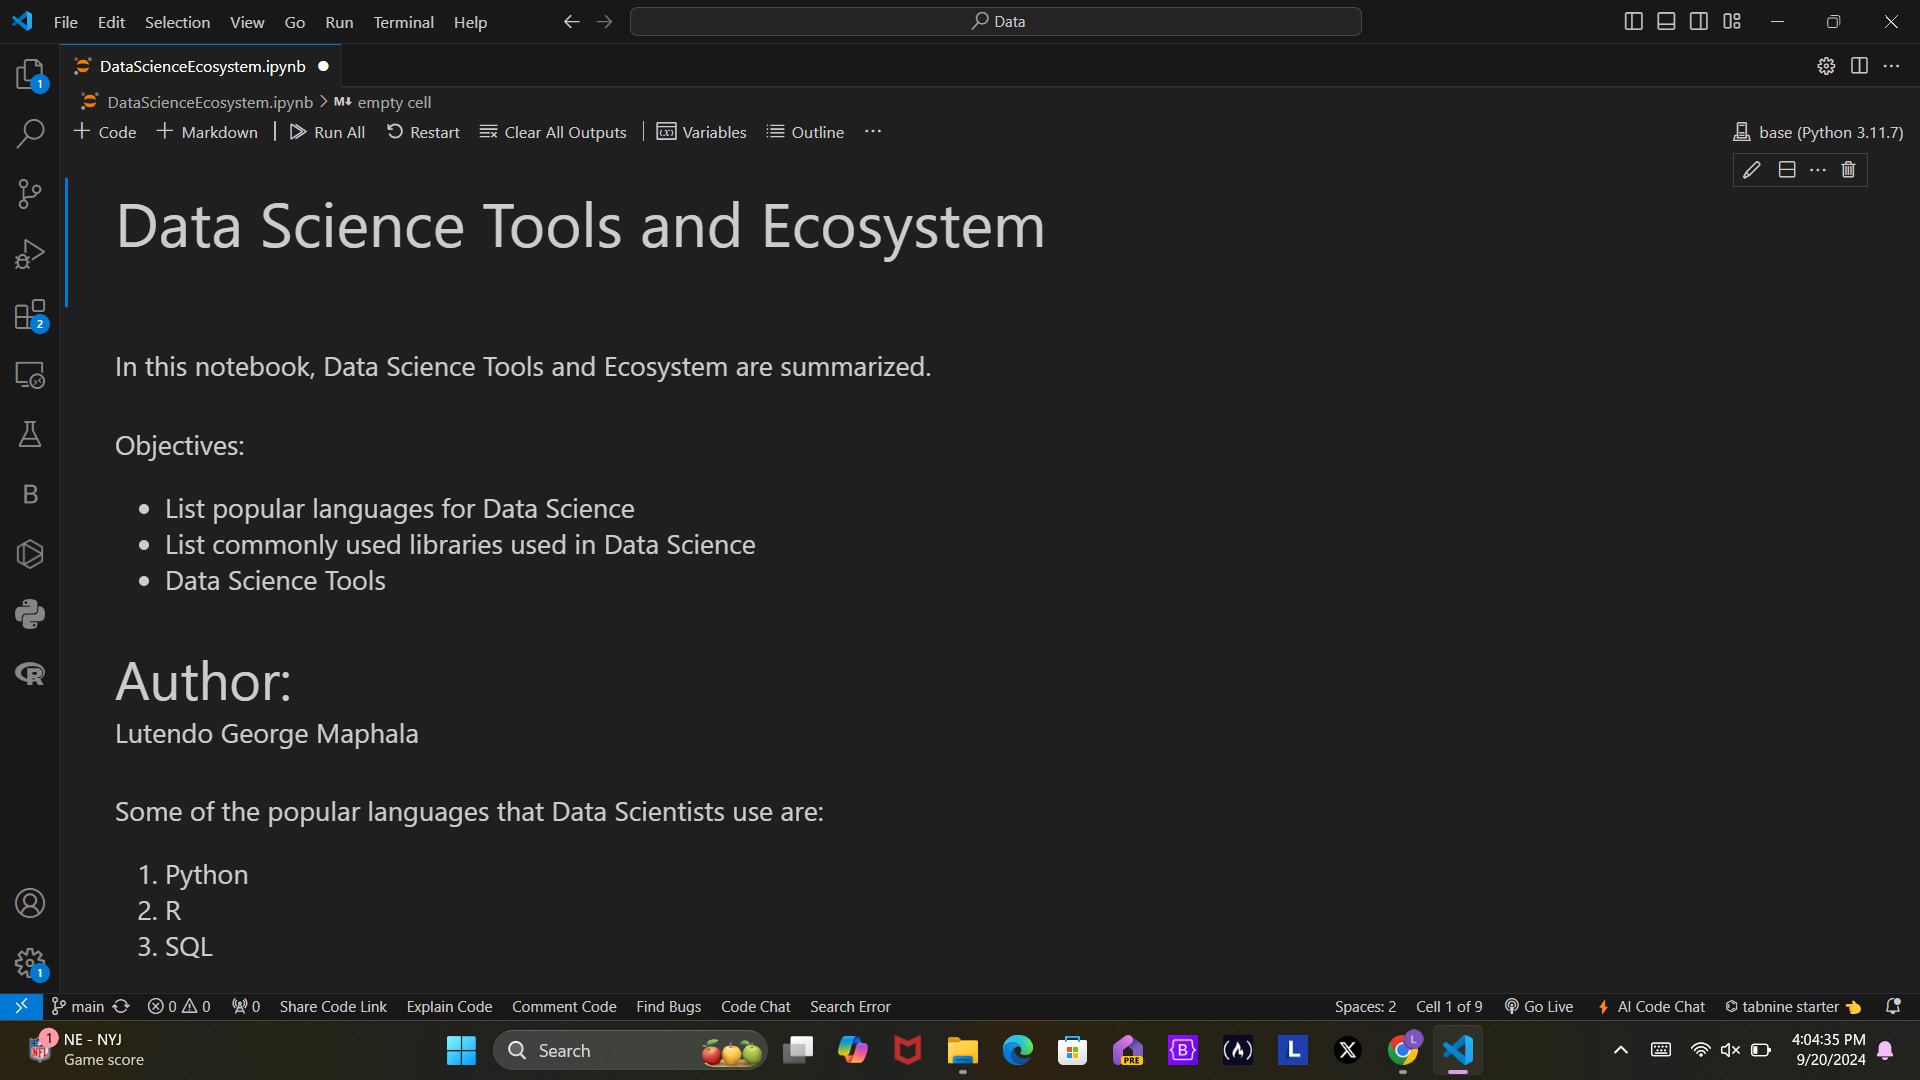 File Edit Selection View Go Run Terminal Help Data
DataScienceEcosystem.ipynb
DataScienceEcosystem.ipynb M↓ empty cell
Code Markdown Run All Restart Clear All Outputs Variables Outline ··· base (Python 3.11.7)
Data Science Tools and Ecosystem
In this notebook, Data Science Tools and Ecosystem are summarized.
Objectives:
• List popular languages for Data Science
• List commonly used libraries used in Data Science
• Data Science Tools
Author:
Lutendo George Maphala
Some of the popular languages that Data Scientists use are:
1. Python
2. R
3. SQL
1
2
B
R
1
main 0 0 0 Share Code Link Explain Code Comment Code Find Bugs Code Chat Search Error Spaces: 2 Cell 1 of 9 Go Live AI Code Chat tabnine starter
1 NFL NE - NYJ
Game score
Search
PRE
B
L
X
L
4:04:35 PM
9/20/2024